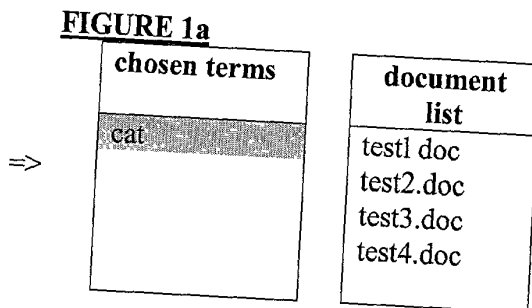 FIGURE 1a
chosen terms
cat
=>
document
list
test1 doc
test2.doc
test3.doc
test4.doc